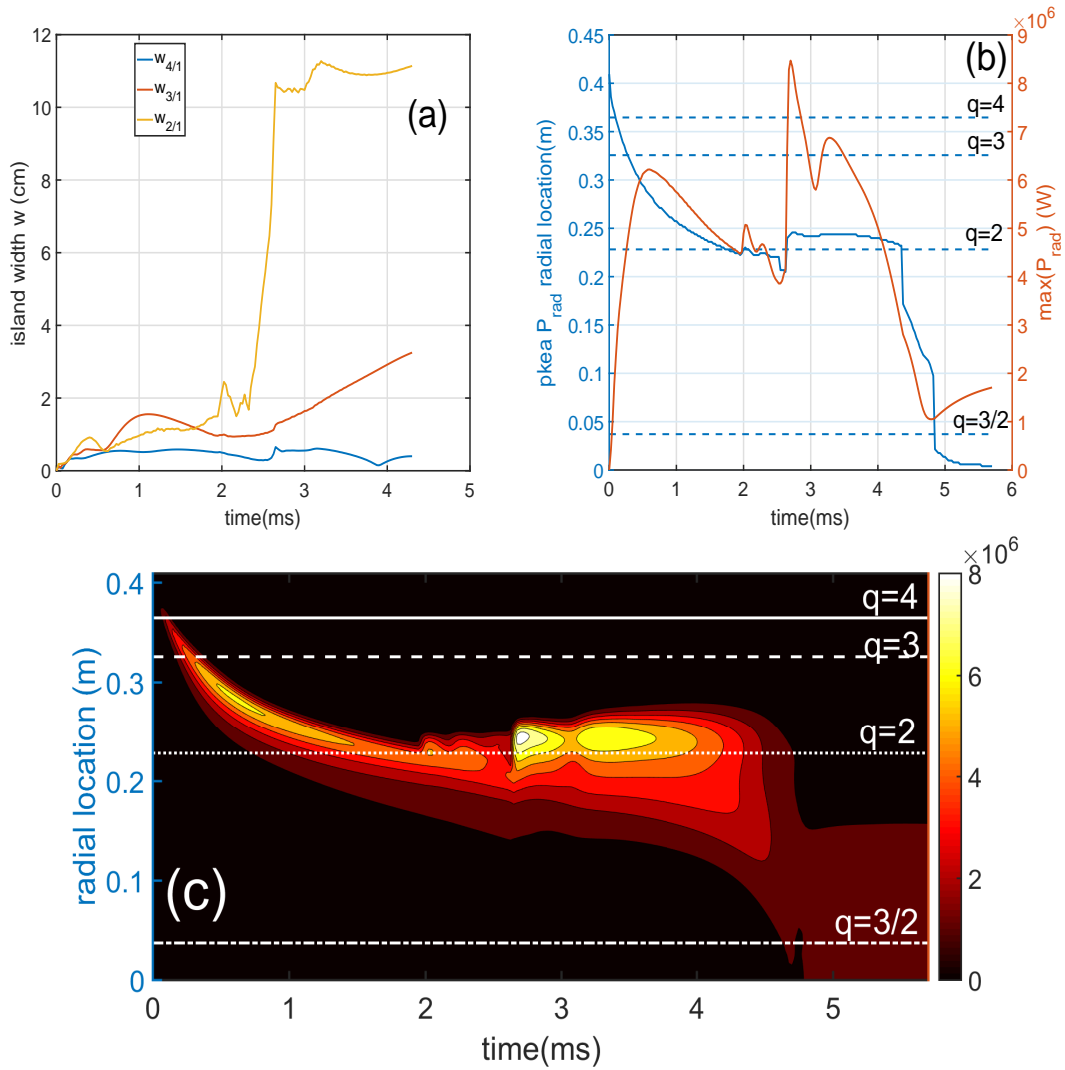 12
10
8
6
4
2
0
island width w (cm)
w4/1
w3/1
w2/1
(a)
0 1 2 3 4 5
time(ms)
0.45
0.4
0.35
0.3
0.25
0.2
0.15
0.1
0.05
0
pkea Prad radial location(m)
(b)
q=4
q=3
q=2
q=3/2
×10^6
9
8
7
6
5
4
3
2
1
0
max(Prad) (W)
0 1 2 3 4 5 6
time(ms)
0.4
0.3
0.2
0.1
0
radial location (m)
q=4
q=3
q=2
(c)
q=3/2
×10^6
8
6
4
2
0
0 1 2 3 4 5
time(ms)